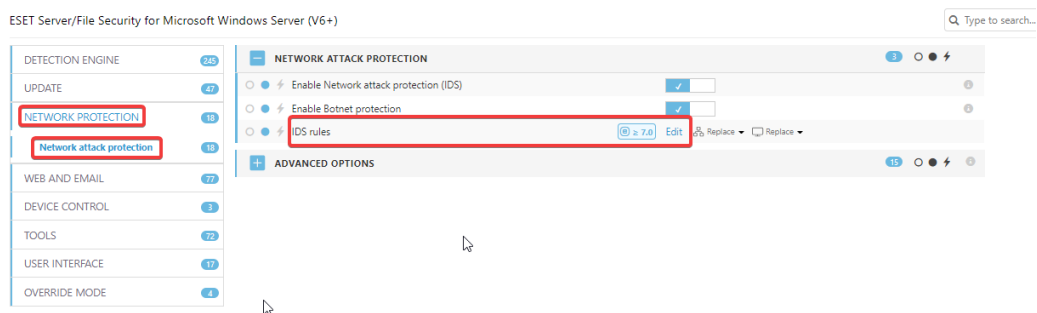 ESET Server/File Security for Microsoft Windows Server (V6+)
Type to search...
DETECTION ENGINE 245
UPDATE 47
NETWORK PROTECTION 18
Network attack protection 18
WEB AND EMAIL 77
DEVICE CONTROL 3
TOOLS 72
USER INTERFACE 17
OVERRIDE MODE 4
NETWORK ATTACK PROTECTION 3
Enable Network attack protection (IDS)
Enable Botnet protection
IDS rules ≥ 7.0 Edit Replace Replace
ADVANCED OPTIONS 15